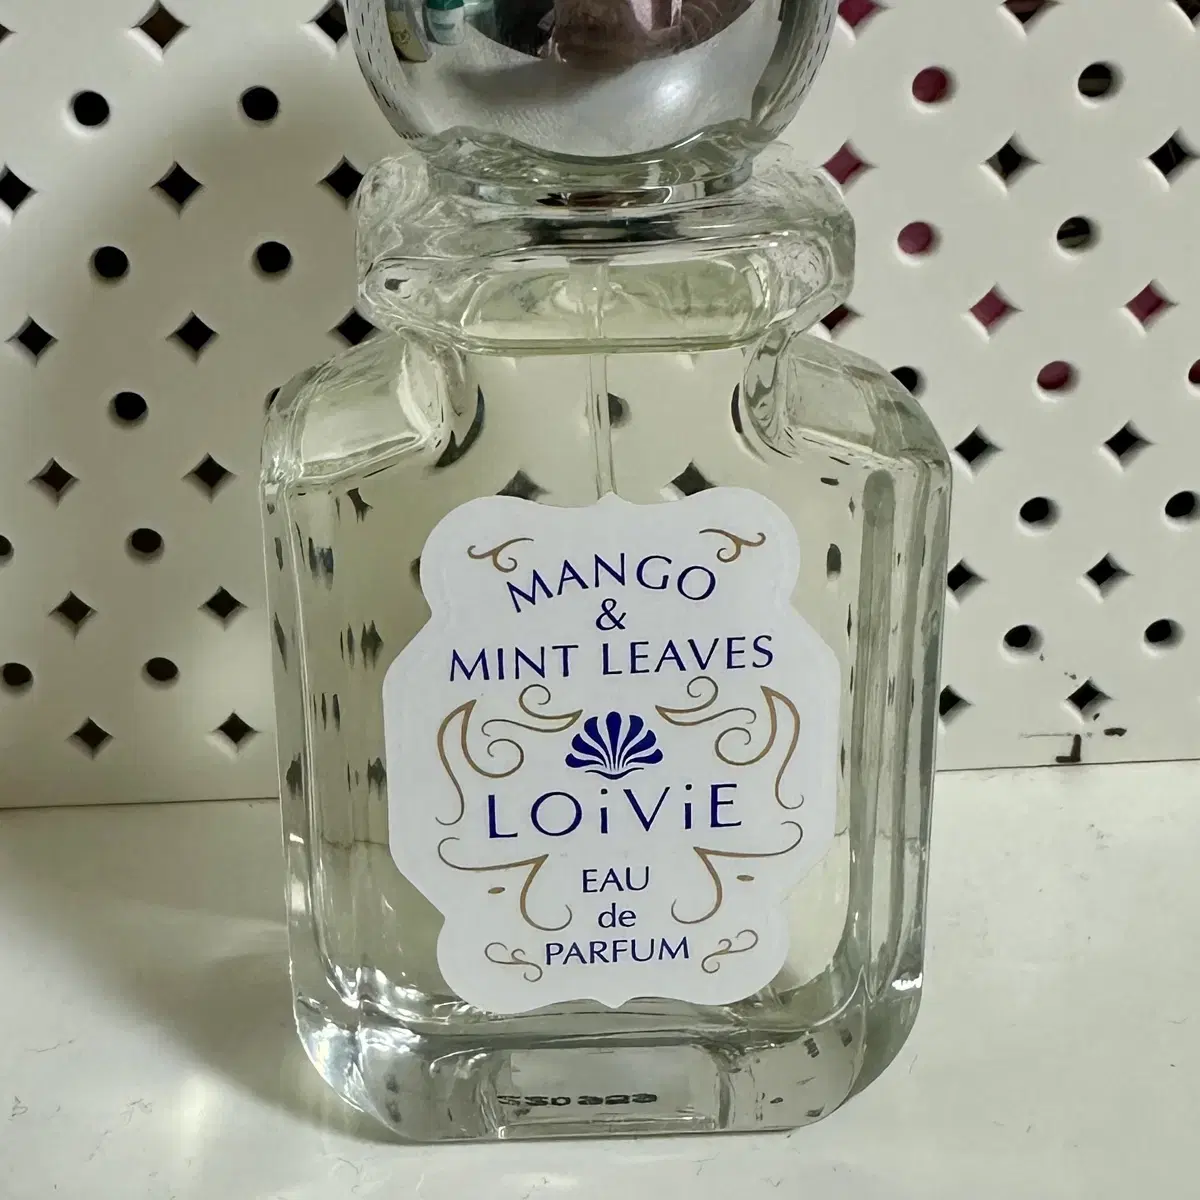 MANGO
&
MINT LEAVES
LOiViE
EAU
de
PARFUM